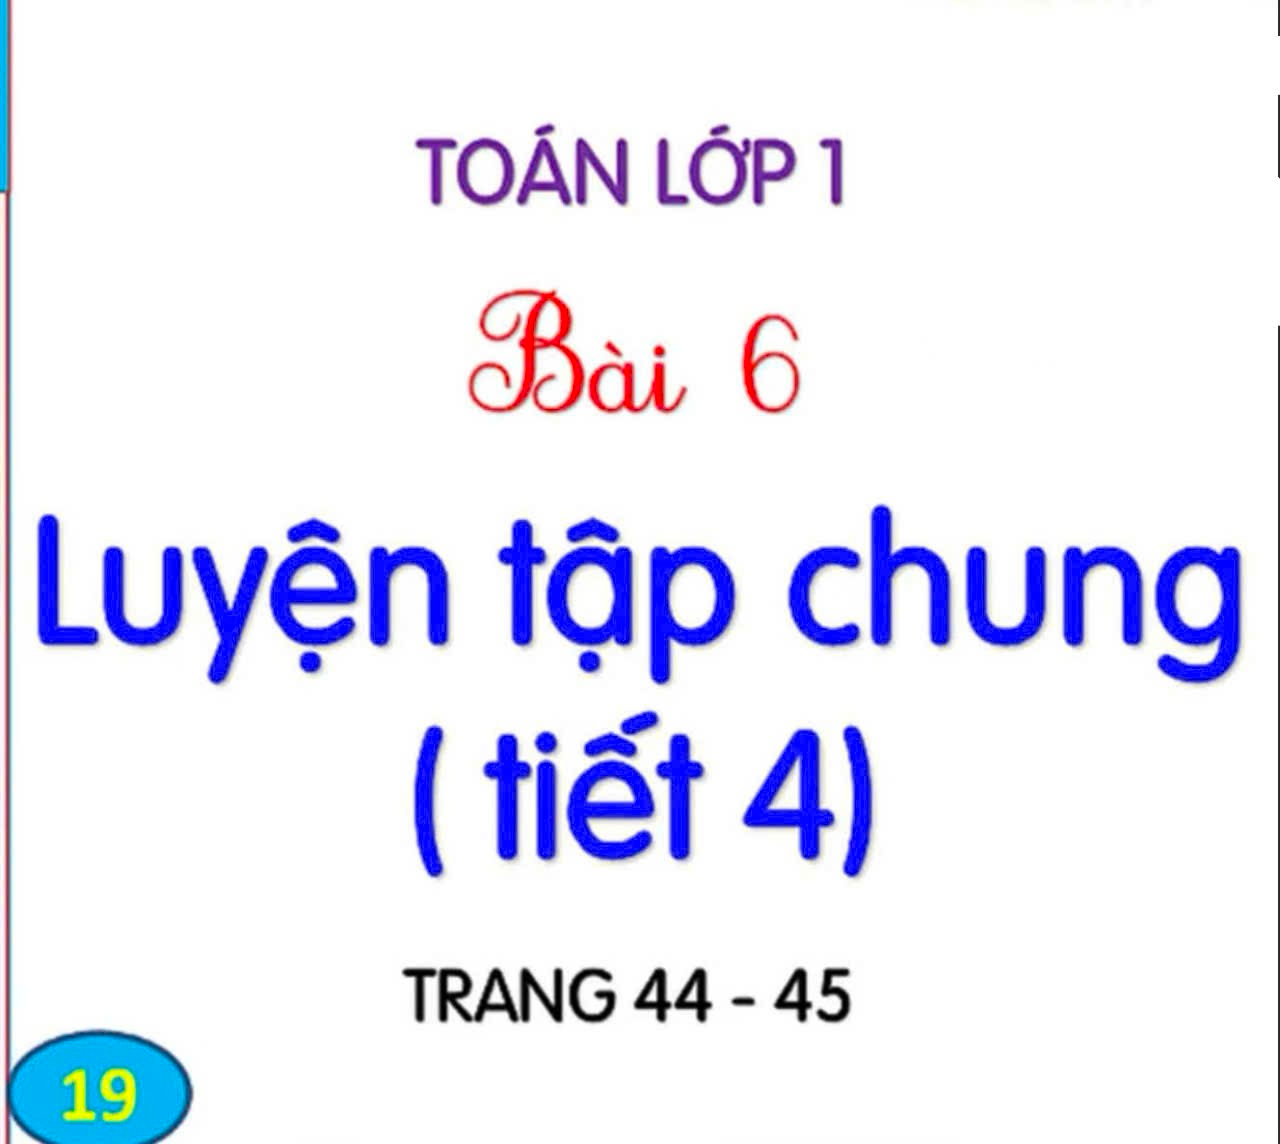 TOÁN LỚP 1
Bài 6
Luyện tập chung
( tiết 4)
TRANG 44 - 45
19